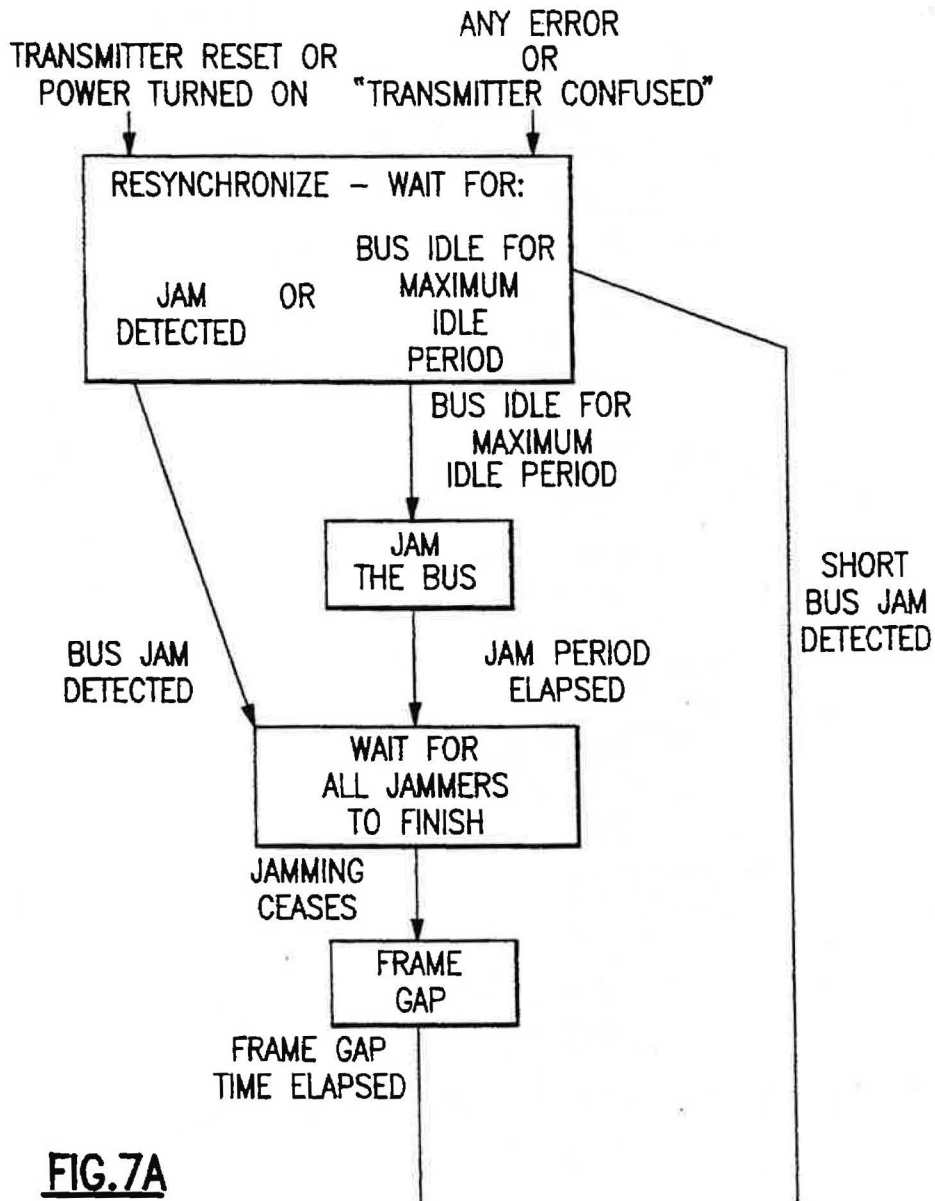 TRANSMITTER RESET OR
POWER TURNED ON
ANY ERROR
OR
"TRANSMITTER CONFUSED"
RESYNCHRONIZE – WAIT FOR:
JAM
DETECTED
OR
BUS IDLE FOR
MAXIMUM
IDLE
PERIOD
BUS IDLE FOR
MAXIMUM
IDLE PERIOD
JAM
THE BUS
SHORT
BUS JAM
DETECTED
BUS JAM
DETECTED
JAM PERIOD
ELAPSED
WAIT FOR
ALL JAMMERS
TO FINISH
JAMMING
CEASES
FRAME
GAP
FRAME GAP
TIME ELAPSED
FIG.7A